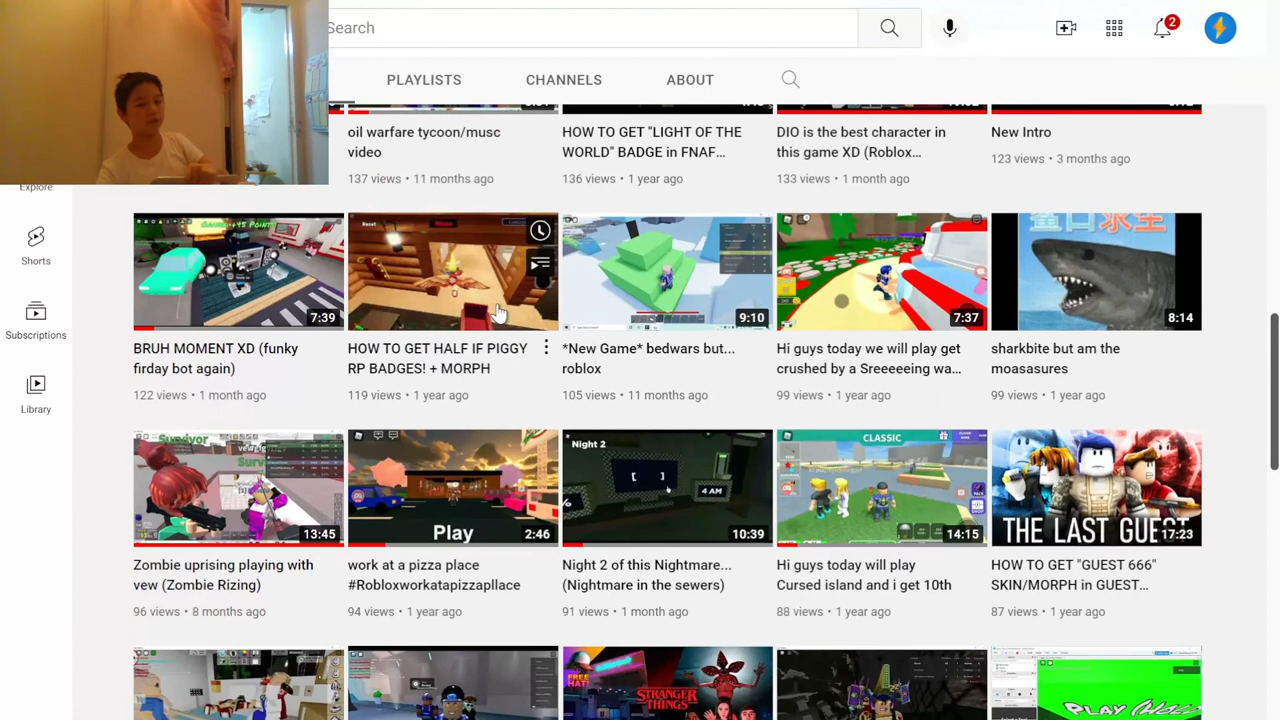 Search
2
PLAYLISTS
CHANNELS
ABOUT
Explore
Shorts
Subscriptions
Library
oil warfare tycoon/musc
video
137 views • 11 months ago
HOW TO GET "LIGHT OF THE
WORLD" BADGE in FNAF…
136 views • 1 year ago
DIO is the best character in
this game XD (Roblox…
133 views • 1 month ago
New Intro
123 views • 3 months ago
7:39
BRUH MOMENT XD (funky
firday bot again)
122 views • 1 month ago
HOW TO GET HALF IF PIGGY
RP BADGES! + MORPH
119 views • 1 year ago
9:10
*New Game* bedwars but...
roblox
105 views • 11 months ago
7:37
Hi guys today we will play get
crushed by a Sreeeeeing wa…
99 views • 1 year ago
8:14
sharkbite but am the
moasasures
99 views • 1 year ago
Survivor
13:45
Zombie uprising playing with
vew (Zombie Rizing)
96 views • 8 months ago
Play
2:46
work at a pizza place
#Robloxworkatapizzapllace
94 views • 1 year ago
Night 2
4 AM
10:39
Night 2 of this Nightmare...
(Nightmare in the sewers)
91 views • 1 month ago
CLASSIC
14:15
Hi guys today will play
Cursed island and i get 10th
88 views • 1 year ago
THE LAST GUEST
17:23
HOW TO GET "GUEST 666"
SKIN/MORPH in GUEST…
87 views • 1 year ago
FREE
HAT!
STRANGER
THINGS